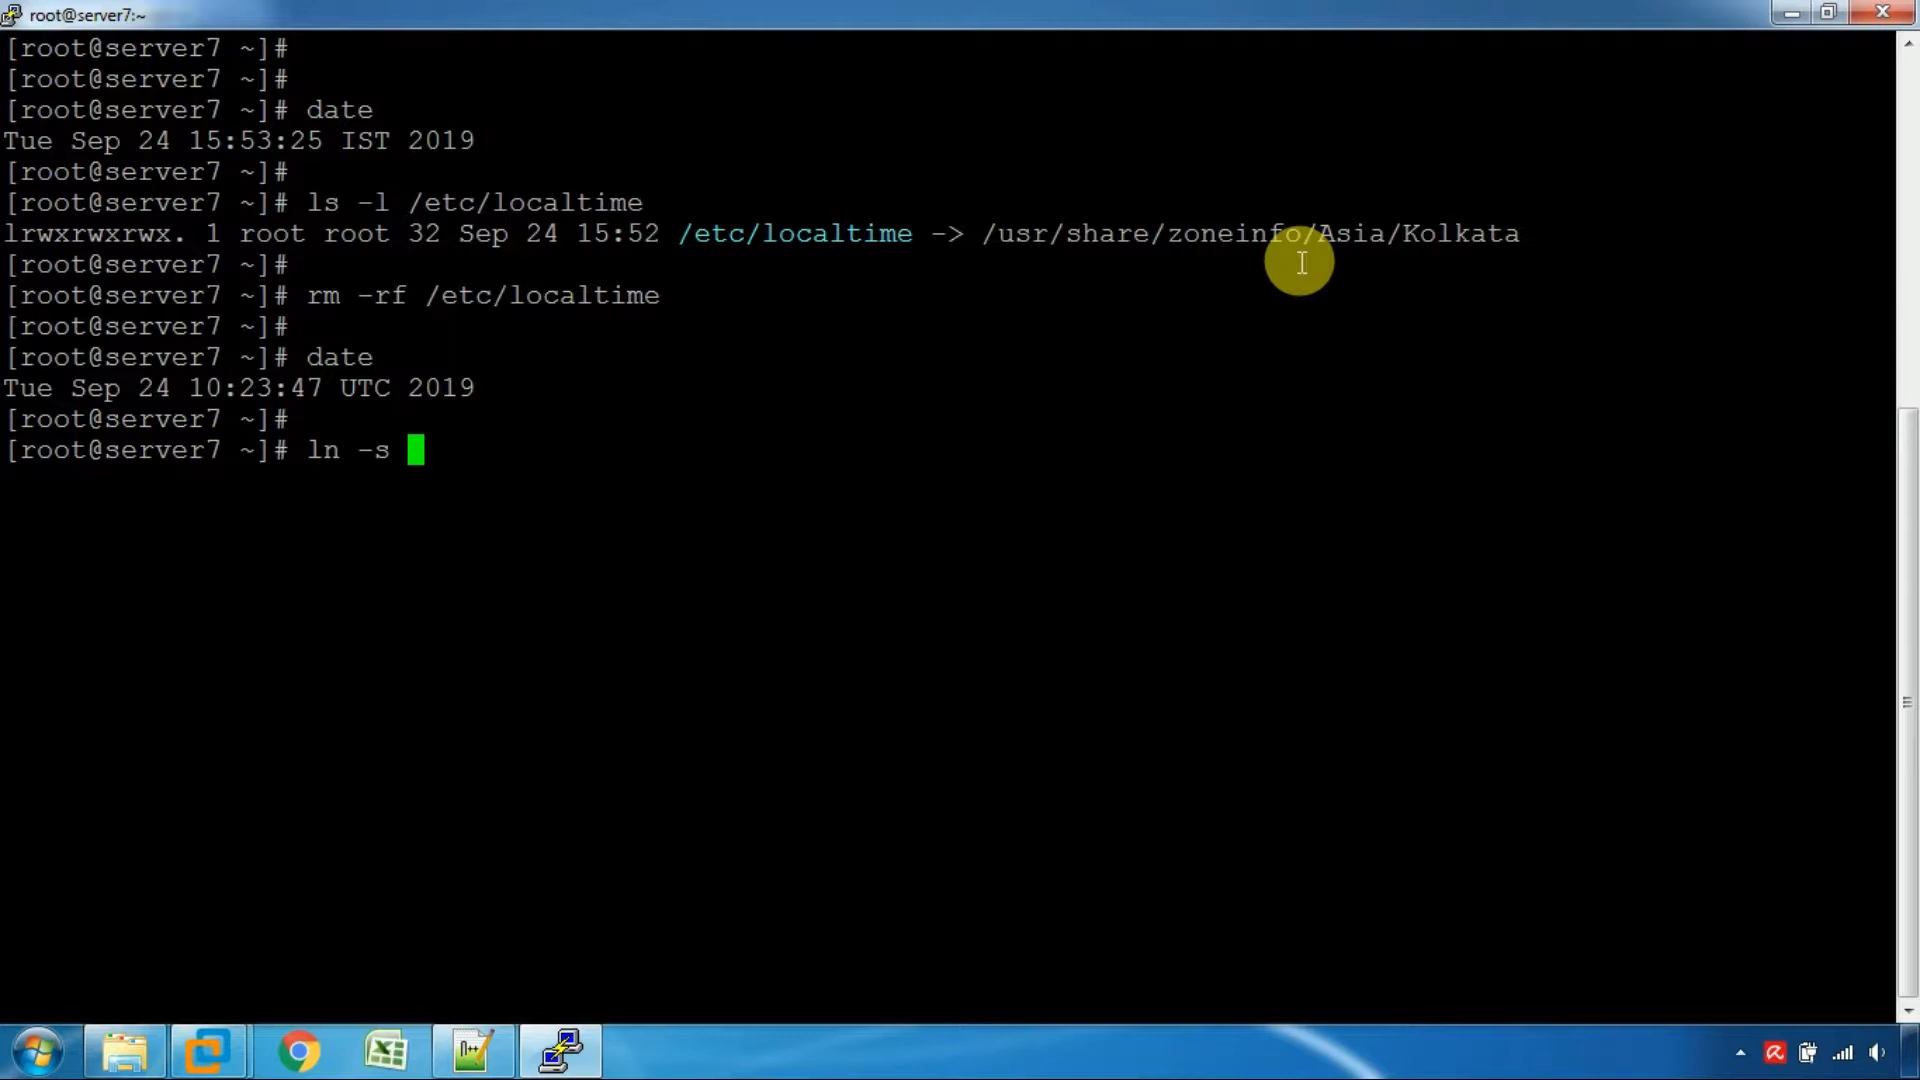 root@server7:~
[root@server7 ~]#
[root@server7 ~]#
[root@server7 ~]# date
Tue Sep 24 15:53:25 IST 2019
[root@server7 ~]#
[root@server7 ~]# ls -l /etc/localtime
lrwxrwxrwx. 1 root root 32 Sep 24 15:52 /etc/localtime -> /usr/share/zoneinfo/Asia/Kolkata
[root@server7 ~]#
[root@server7 ~]# rm -rf /etc/localtime
[root@server7 ~]#
[root@server7 ~]# date
Tue Sep 24 10:23:47 UTC 2019
[root@server7 ~]#
[root@server7 ~]# ln -s